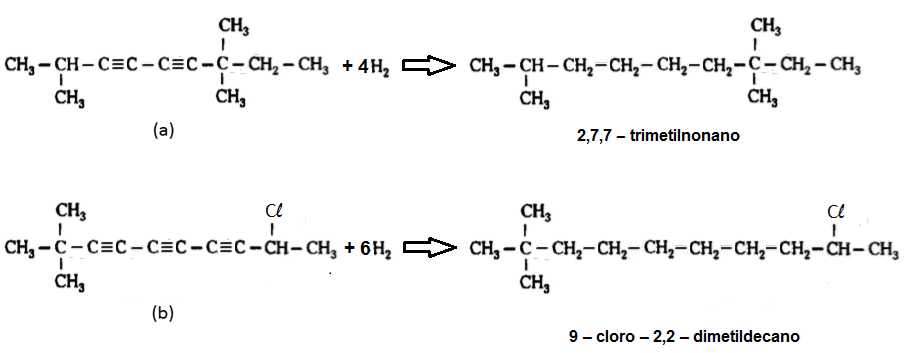 CH₃ CH₃
CH₃–CH–C≡C–C≡C–C–CH₂–CH₃ + 4H₂ ⇨ CH₃–CH–CH₂–CH₂–CH₂–CH₂–C–CH₂–CH₃
CH₃ CH₃ CH₃ CH₃
(a)
2,7,7 – trimetilnonano
CH₃ Cl CH₃ Cl
CH₃–C–C≡C–C≡C–C≡C–CH–CH₃ + 6H₂ ⇨ CH₃–C–CH₂–CH₂–CH₂–CH₂–CH₂–CH₂–CH–CH₃
CH₃ CH₃
(b)
9 – cloro – 2,2 – dimetildecano